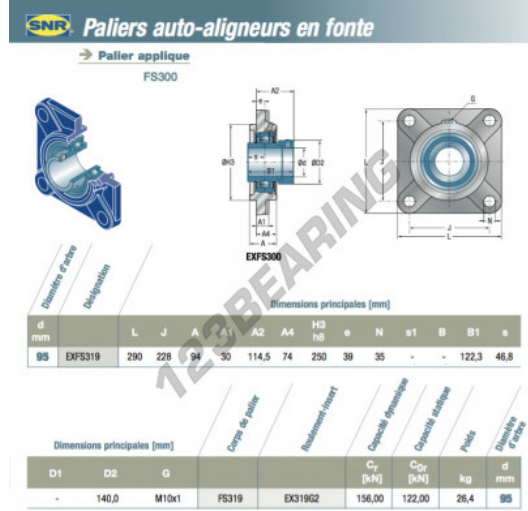 SNR Paliers auto-aligneurs en fonte
Palier applique
FS300
A2
e
G
ØH3
s
B1
Ød
ØD2
L
J
A1
A4
A
N
J
L
EXFS300
123BEARING
Diamètre d'arbre
Désignation
Dimensions principales [mm]
d mm L J A A1 A2 A4 H3 h8 e N s1 B B1 s
95 EXFS319 290 228 94 30 114,5 74 250 39 35 - - 122,3 46,8
Dimensions principales [mm]
Corps de palier
Roulement-insert
Capacité dynamique
Capacité statique
Poids
Diamètre d'arbre
D1 D2 G Cr [kN] C0r [kN] kg d mm
- 140,0 M10x1 FS319 EX319G2 156,00 122,00 26,4 95